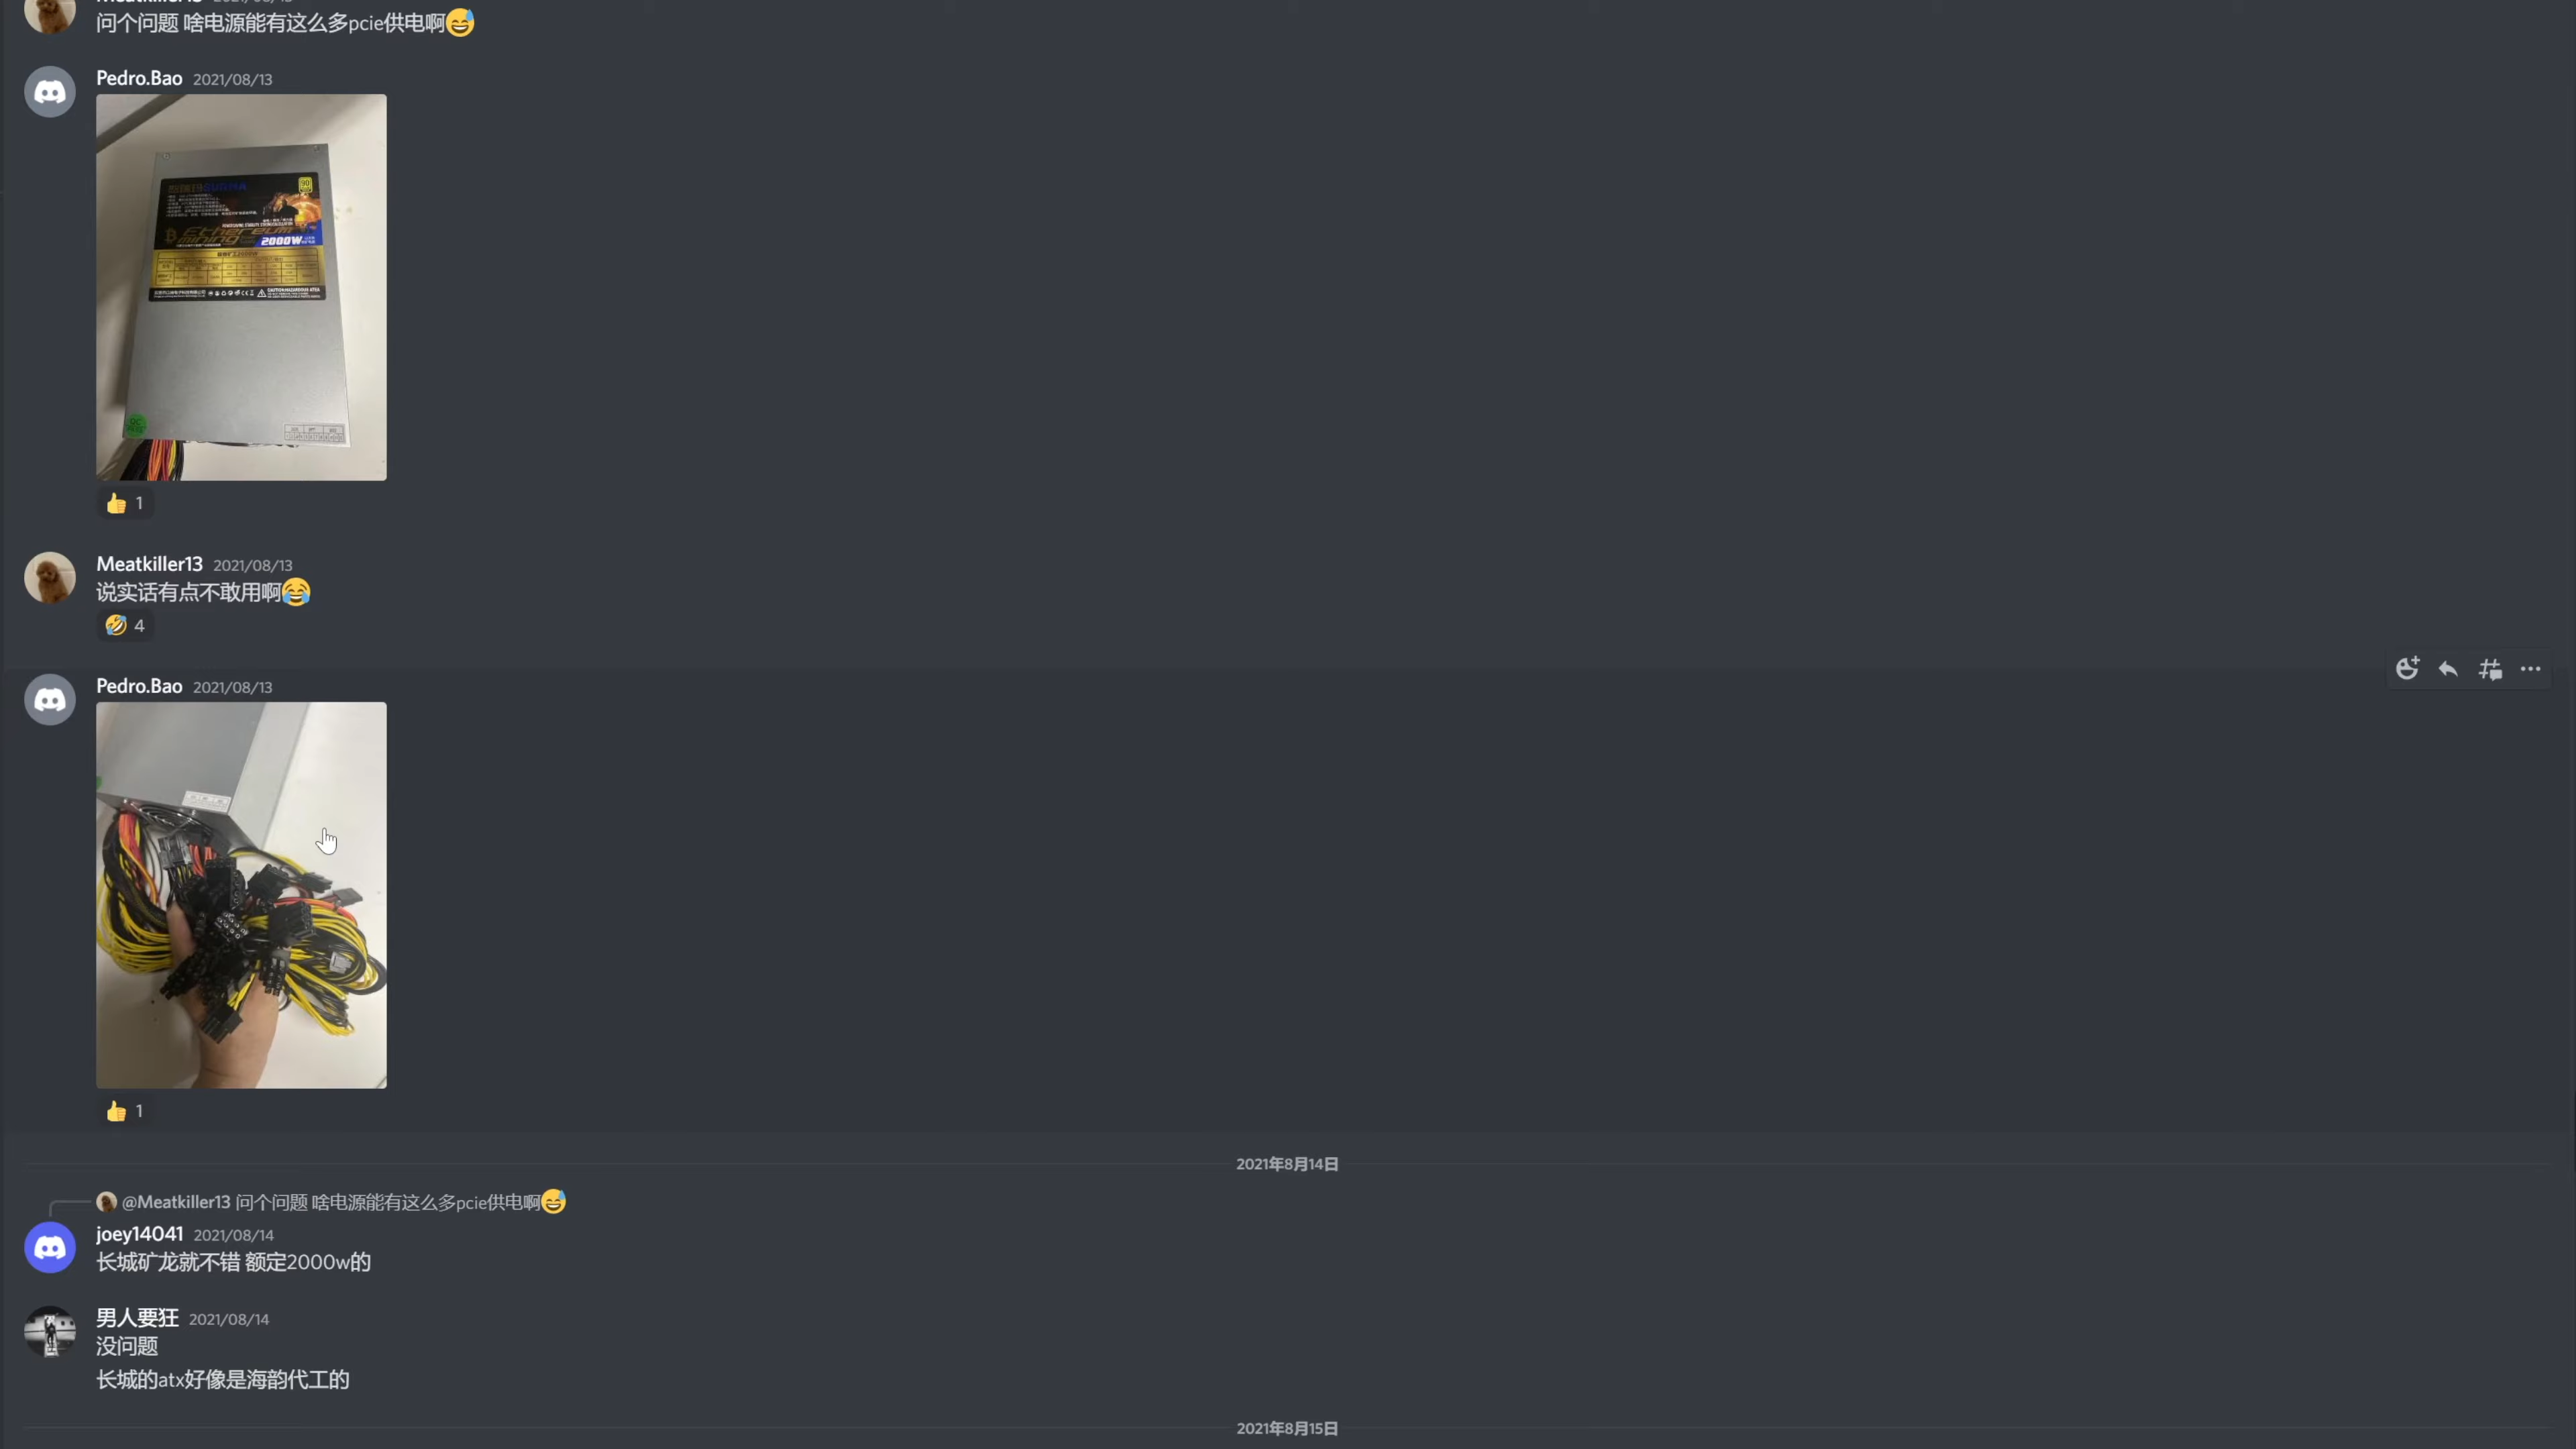 问个问题 啥电源能有这么多pcie供电啊😅
Pedro.Bao 2021/08/13
Ethereum
mining
2000W
👍 1
Meatkiller13 2021/08/13
说实话有点不敢用啊😂
🤣 4
Pedro.Bao 2021/08/13
👍 1
2021年8月14日
@Meatkiller13 问个问题 啥电源能有这么多pcie供电啊😅
joey14041 2021/08/14
长城矿龙就不错 额定2000w的
男人要狂 2021/08/14
没问题
长城的atx好像是海韵代工的
2021年8月15日